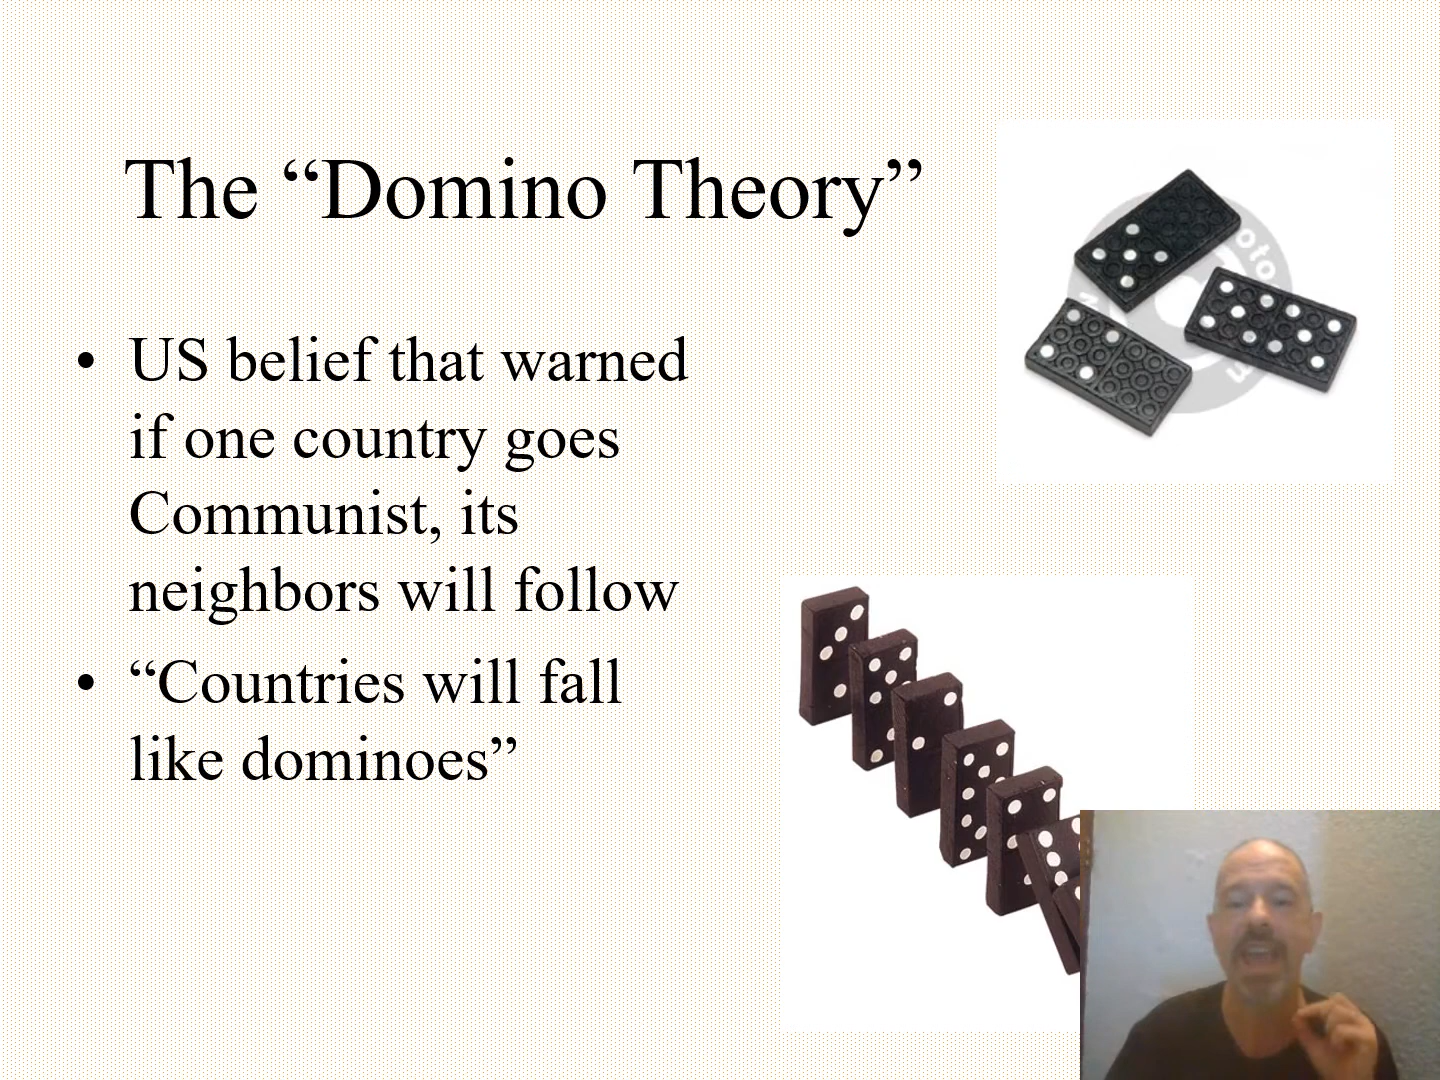 The “Domino Theory”
• US belief that warned
if one country goes
Communist, its
neighbors will follow
• “Countries will fall
like dominoes”